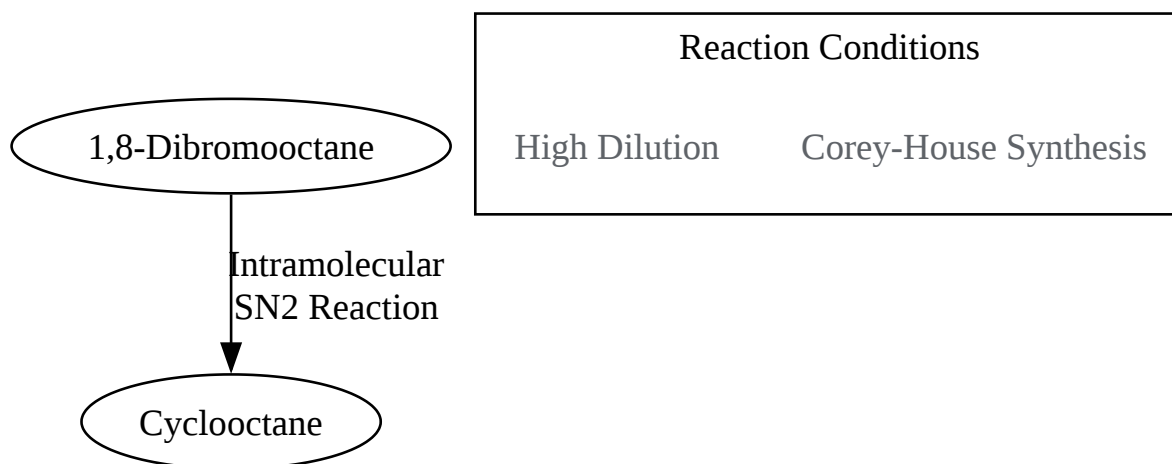 Reaction Conditions
1,8-Dibromooctane
High Dilution
Corey-House Synthesis
Intramolecular
SN2 Reaction
Cyclooctane